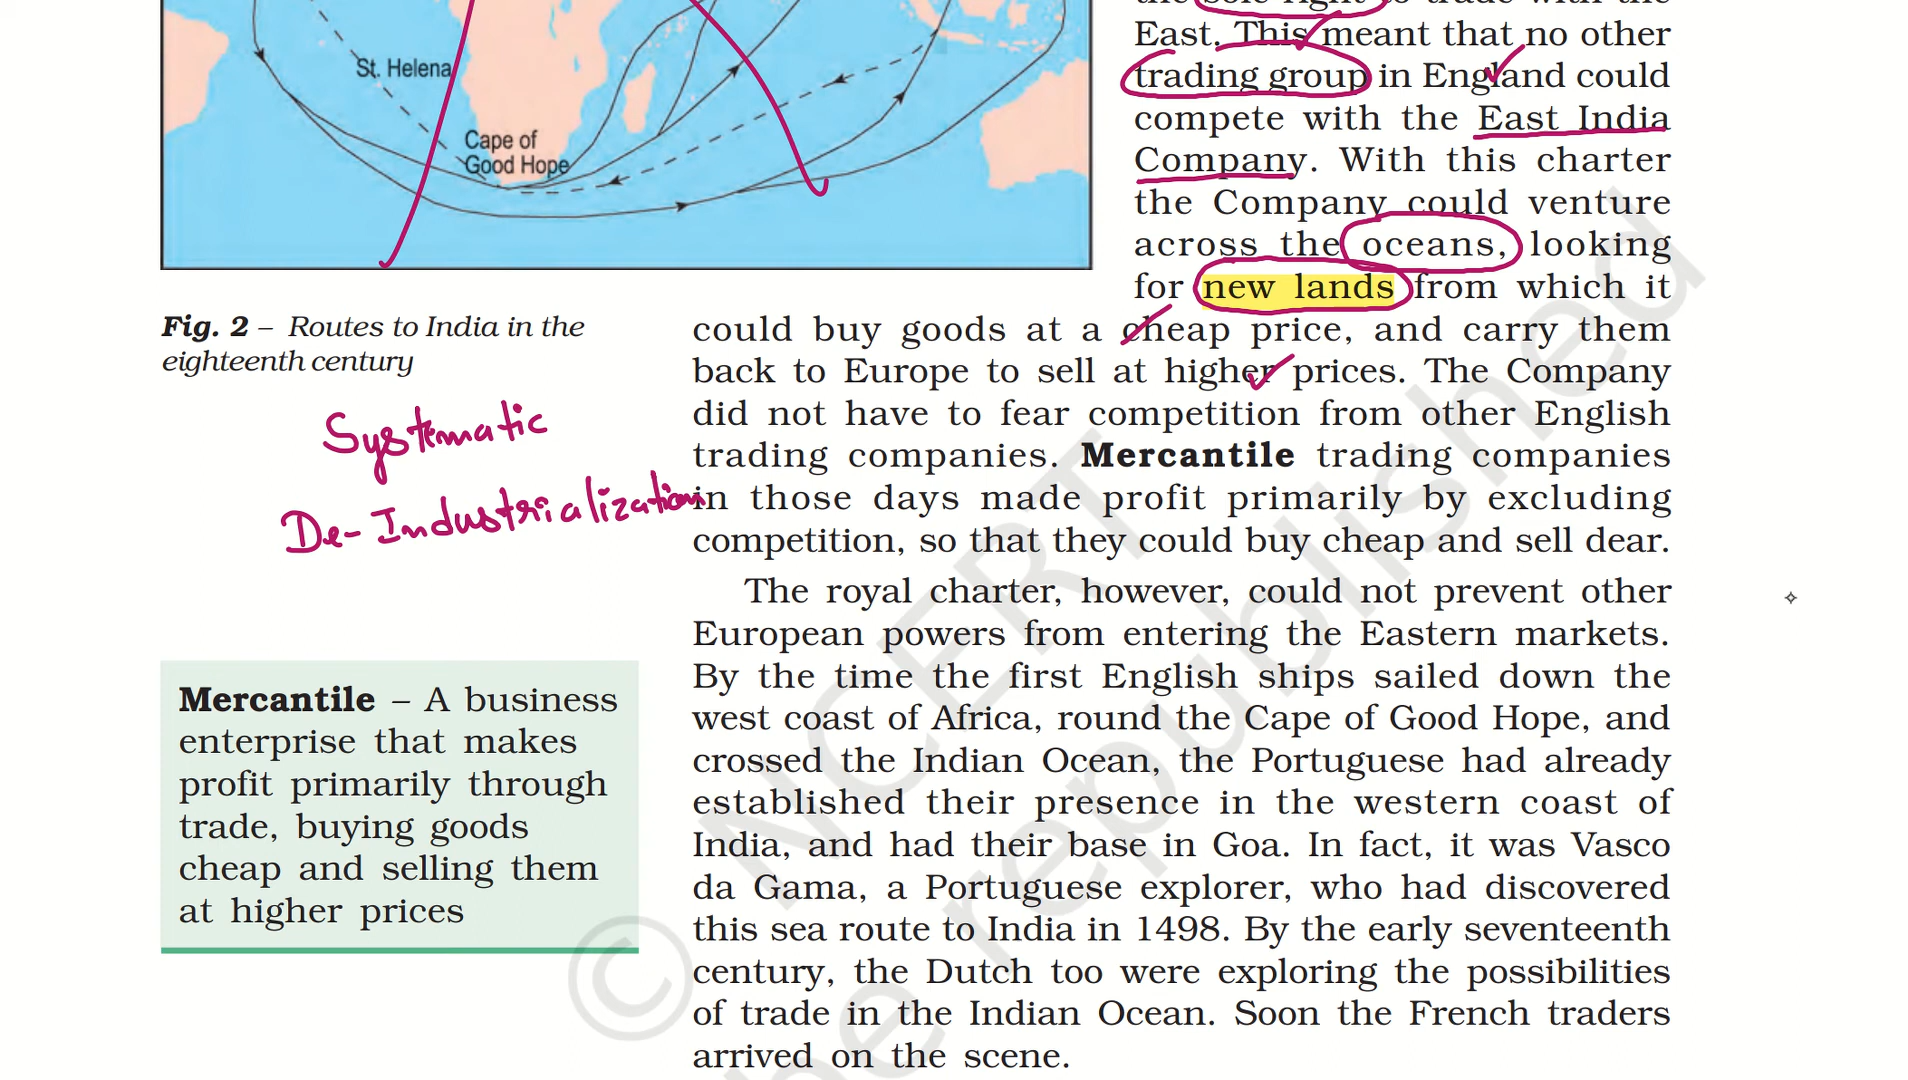 St. Helena
Cape of
Good Hope
Fig. 2 – Routes to India in the
eighteenth century
Systematic
De-Industrialization
Mercantile – A business
enterprise that makes
profit primarily through
trade, buying goods
cheap and selling them
at higher prices
the sole right to trade with the
East. This meant that no other
trading group in England could
compete with the East India
Company. With this charter
the Company could venture
across the oceans, looking
for new lands from which it
could buy goods at a cheap price, and carry them
back to Europe to sell at higher prices. The Company
did not have to fear competition from other English
trading companies. Mercantile trading companies
in those days made profit primarily by excluding
competition, so that they could buy cheap and sell dear.
The royal charter, however, could not prevent other
European powers from entering the Eastern markets.
By the time the first English ships sailed down the
west coast of Africa, round the Cape of Good Hope, and
crossed the Indian Ocean, the Portuguese had already
established their presence in the western coast of
India, and had their base in Goa. In fact, it was Vasco
da Gama, a Portuguese explorer, who had discovered
this sea route to India in 1498. By the early seventeenth
century, the Dutch too were exploring the possibilities
of trade in the Indian Ocean. Soon the French traders
arrived on the scene.
© NCERT
be republished